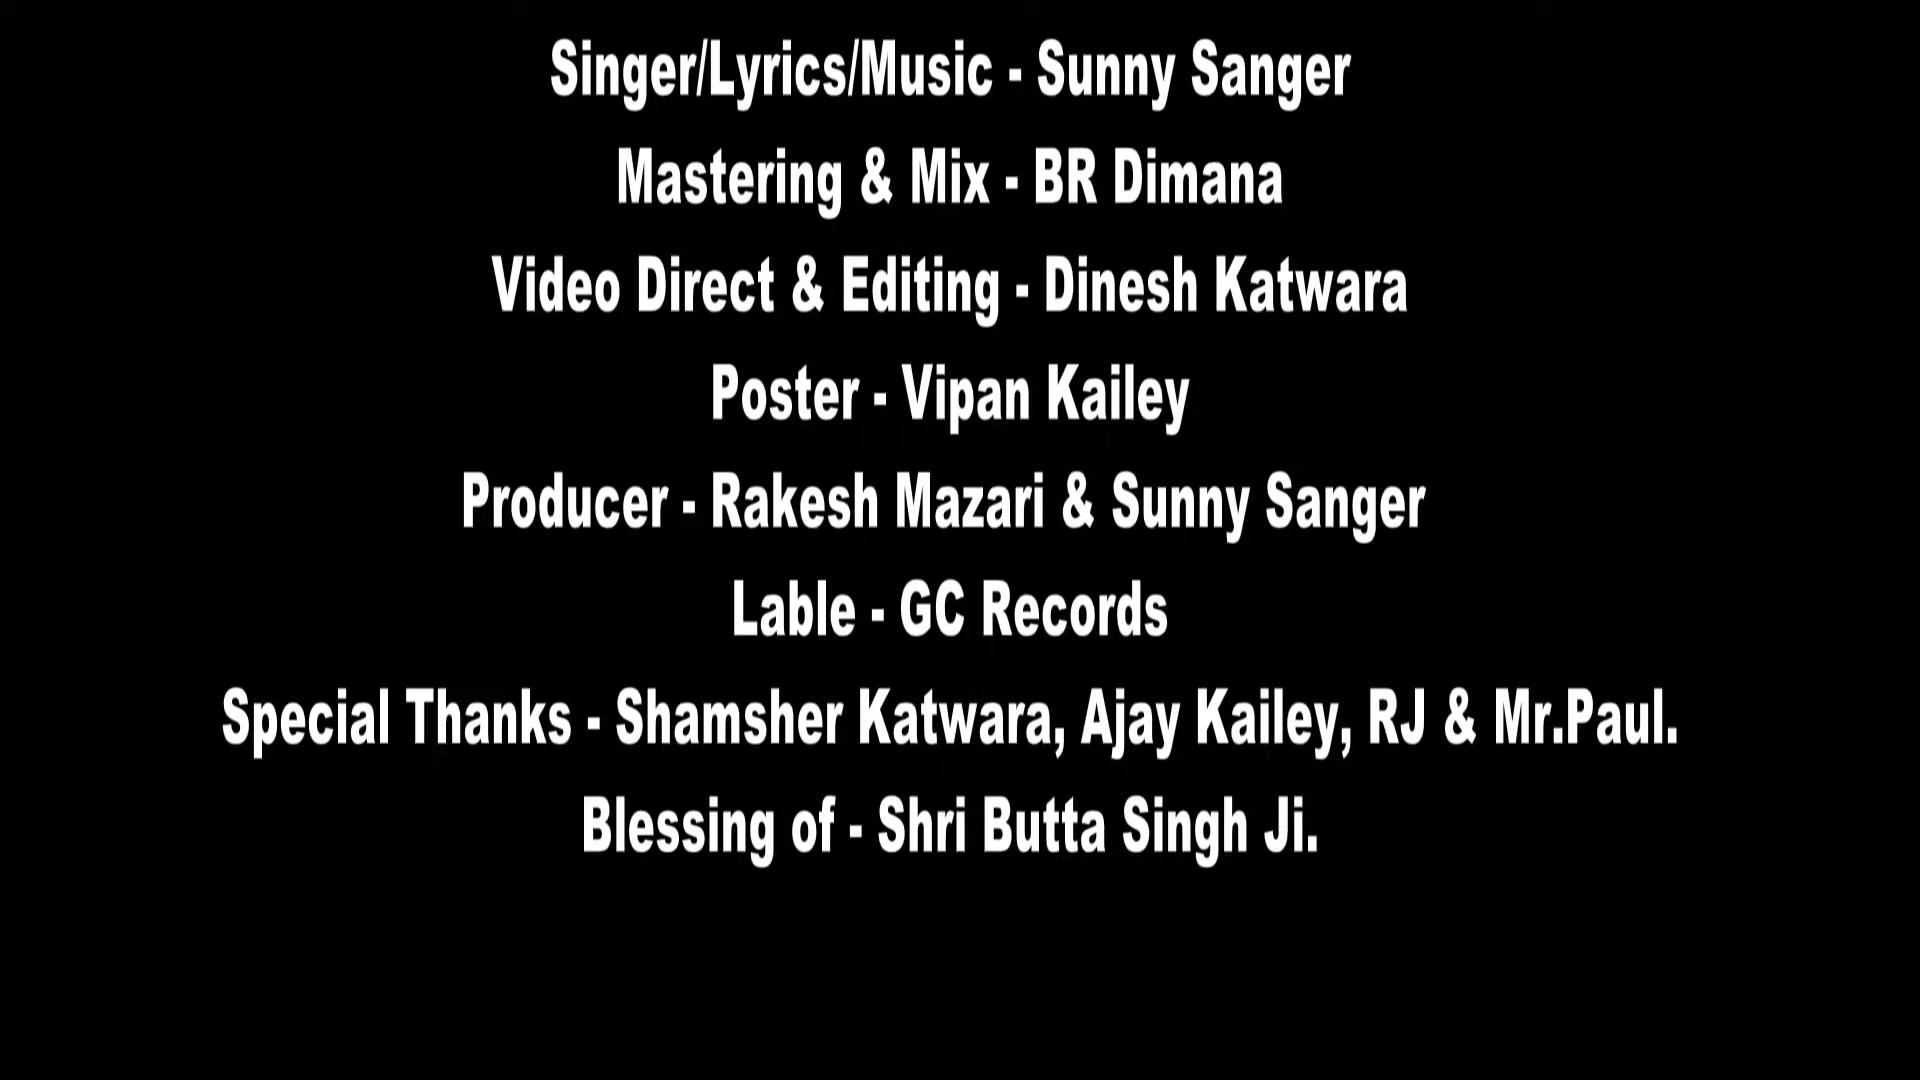 Singer/Lyrics/Music - Sunny Sanger
Mastering & Mix - BR Dimana
Video Direct & Editing - Dinesh Katwara
Poster - Vipan Kailey
Producer - Rakesh Mazari & Sunny Sanger
Lable - GC Records
Special Thanks - Shamsher Katwara, Ajay Kailey, RJ & Mr.Paul.
Blessing of - Shri Butta Singh Ji.